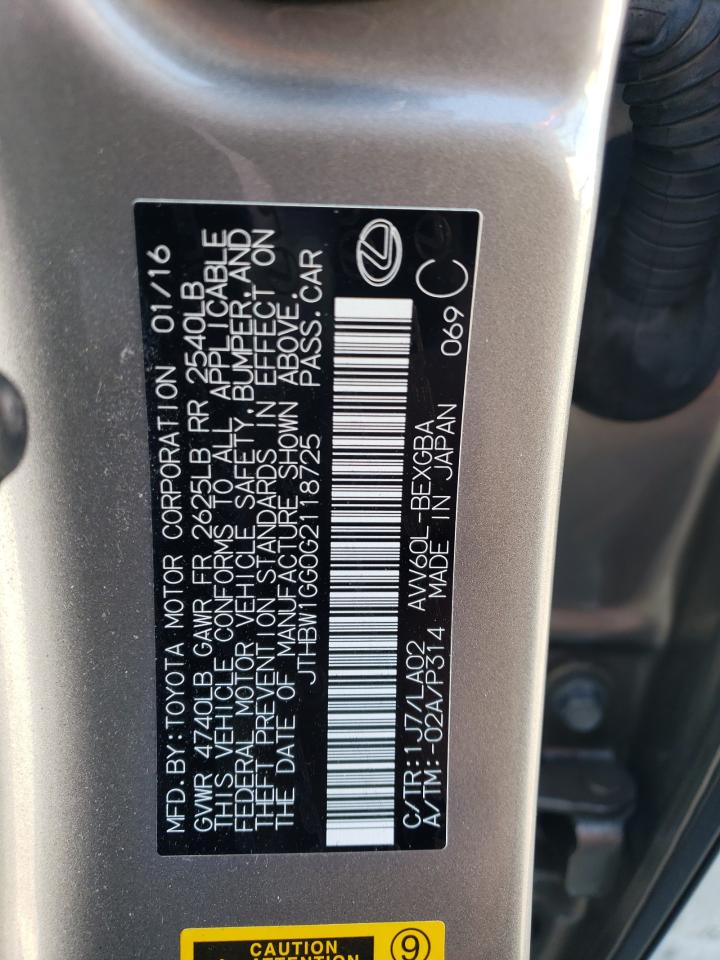 MFD.BY:TOYOTA MOTOR CORPORATION 01/16
GVWR 4740LB GAWR FR 2625LB RR 2540LB
THIS VEHICLE CONFORMS TO ALL APPLICABLE
FEDERAL MOTOR VEHICLE SAFETY,BUMPER,AND
THEFT PREVENTION STANDARDS IN EFFECT ON
THE DATE OF MANUFACTURE SHOWN ABOVE.
JTHBW1GG0G2118725 PASS.CAR
C/TR:1J7/LA02 AVV60L-BEXGBA
A/TM:-02A/P314 MADE IN JAPAN
069 C
CAUTION
9